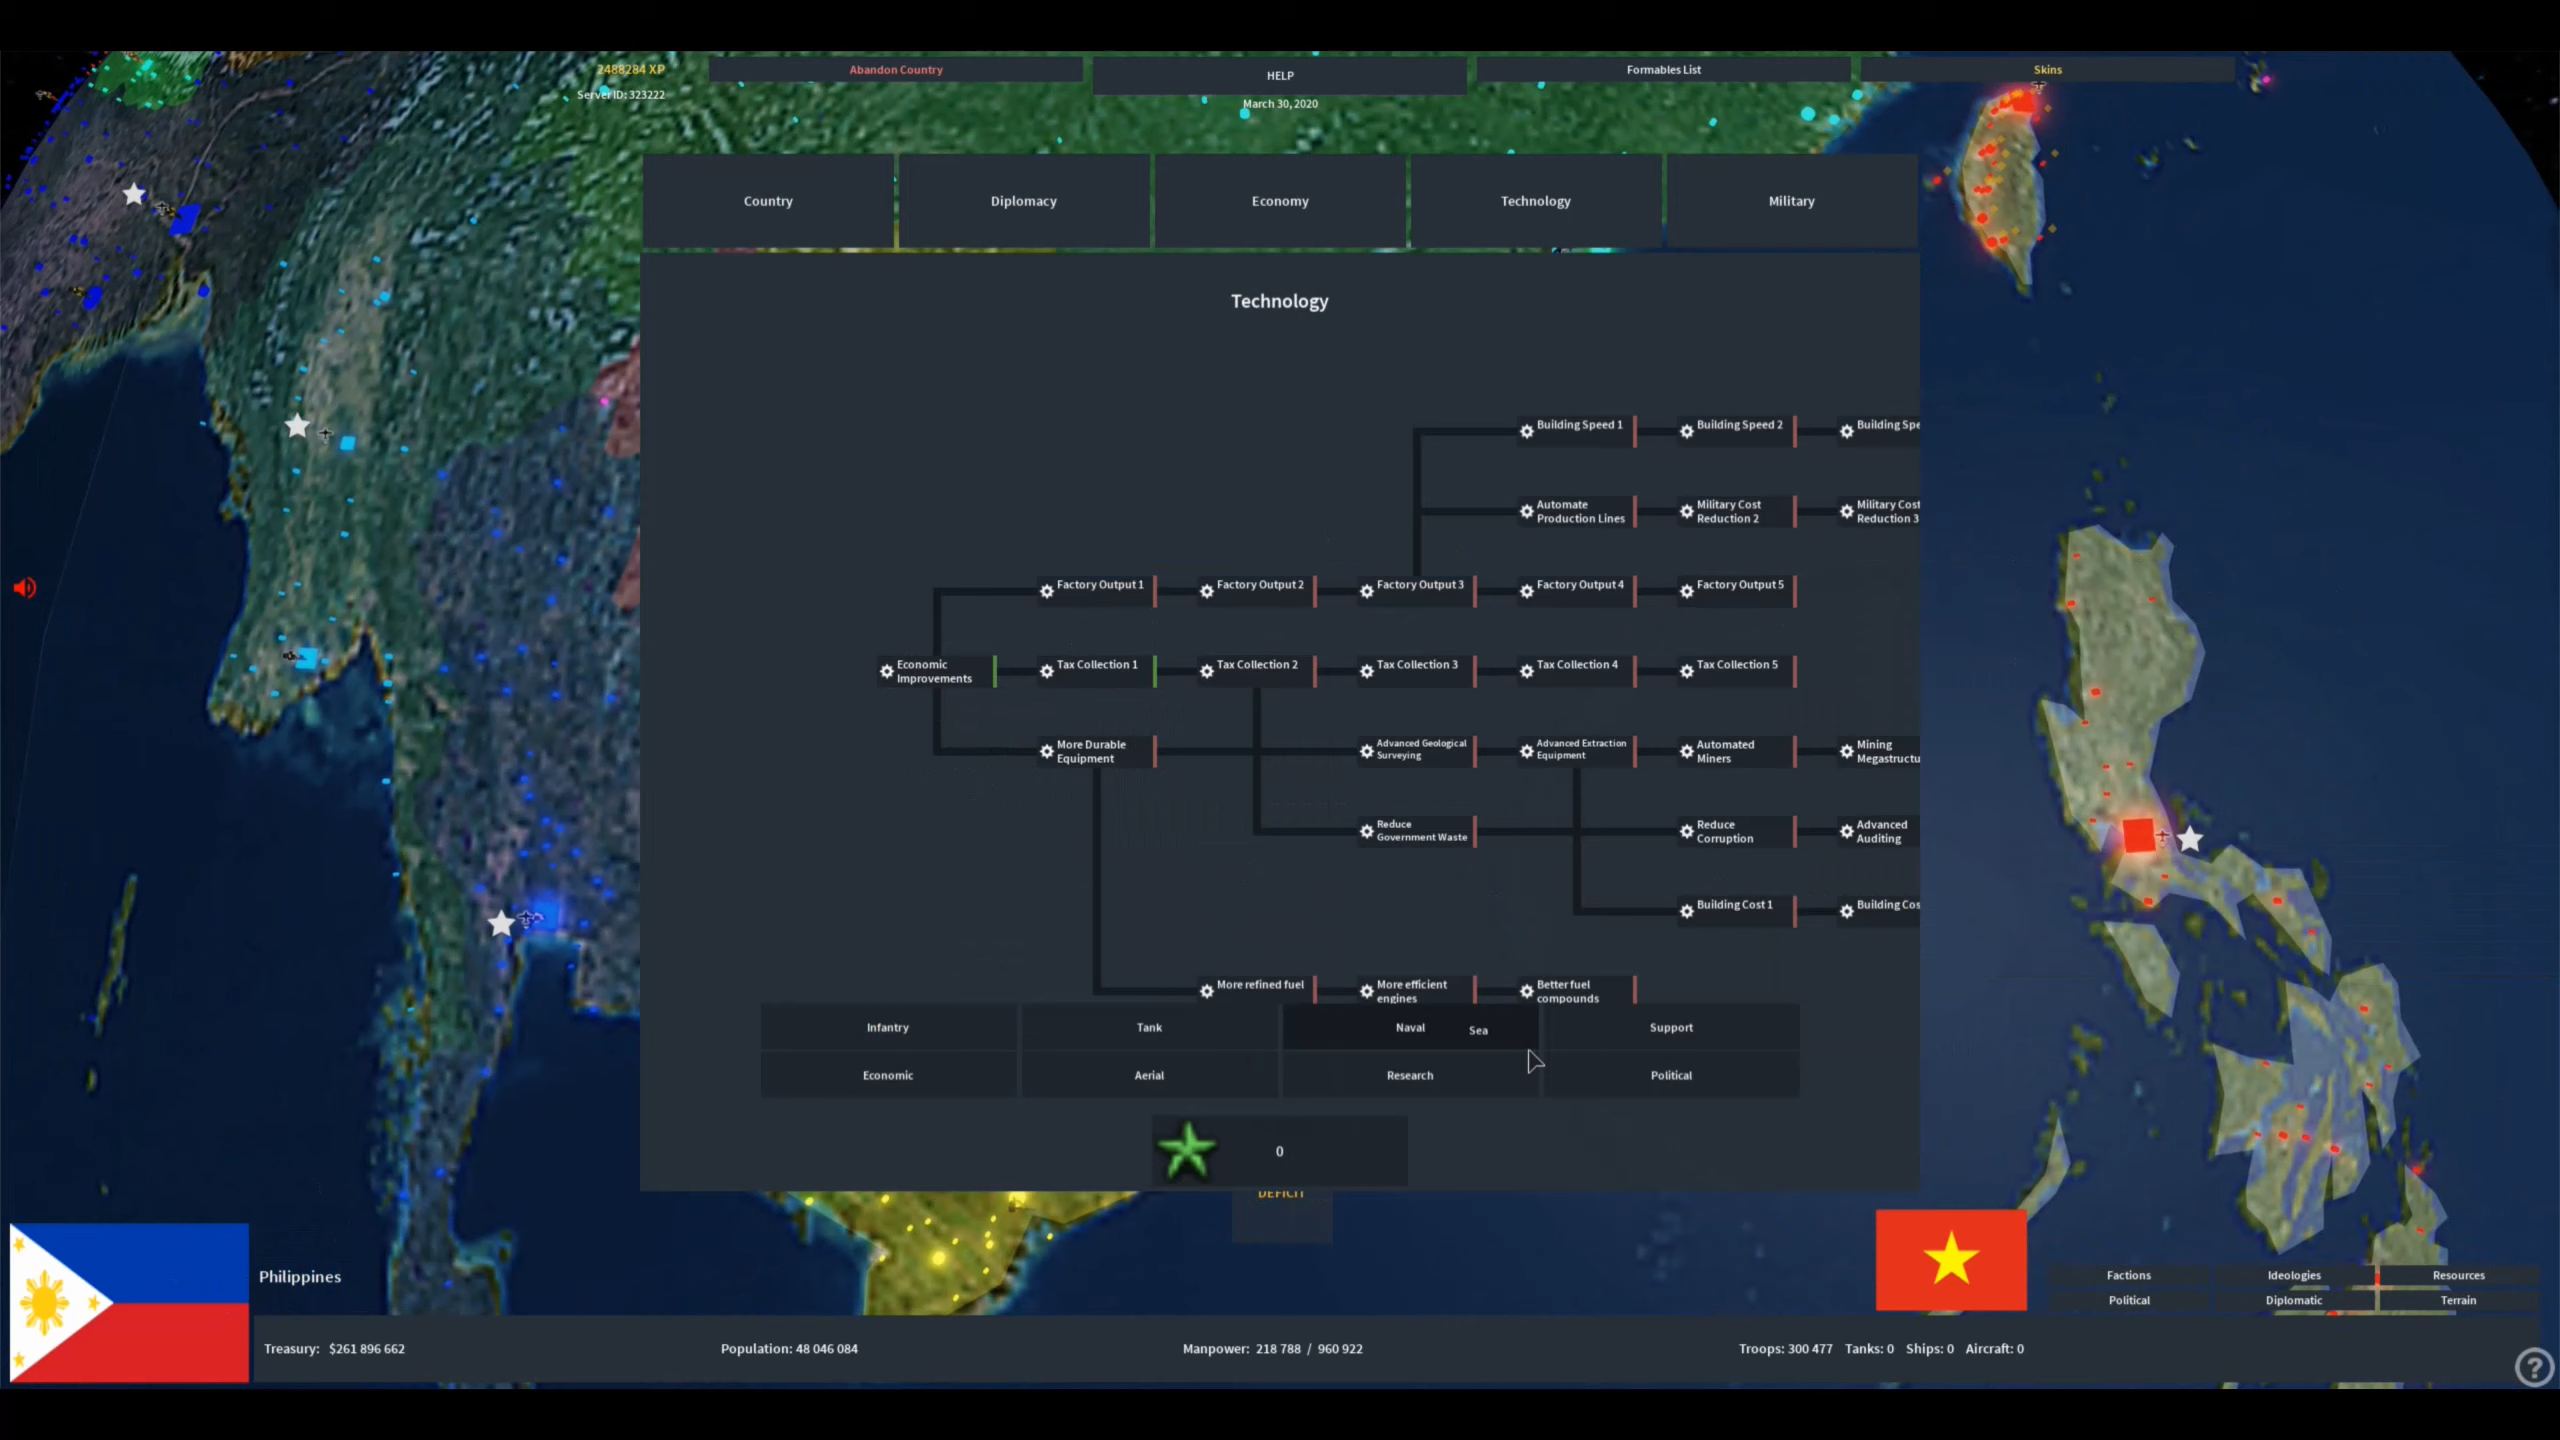 2488284 XP
Server ID: 323222
Abandon Country
HELP
March 30, 2020
Formables List
Skins
Country
Diplomacy
Economy
Technology
Military
Technology
Building Speed 1
Building Speed 2
Building Spe
Automate
Production Lines
Military Cost
Reduction 2
Military Cost
Reduction 3
Factory Output 1
Factory Output 2
Factory Output 3
Factory Output 4
Factory Output 5
Economic
Improvements
Tax Collection 1
Tax Collection 2
Tax Collection 3
Tax Collection 4
Tax Collection 5
More Durable
Equipment
Advanced Geological
Surveying
Advanced Extraction
Equipment
Automated
Miners
Mining
Megastructu
Reduce
Government Waste
Reduce
Corruption
Advanced
Auditing
Building Cost 1
Building Cos
More refined fuel
More efficient
engines
Better fuel
compounds
Infantry
Tank
Naval
Sea
Support
Economic
Aerial
Research
Political
0
DEFICIT
Philippines
Factions
Ideologies
Resources
Political
Diplomatic
Terrain
Treasury: $261 896 662
Population: 48 046 084
Manpower: 218 788 / 960 922
Troops: 300 477 Tanks: 0 Ships: 0 Aircraft: 0
?